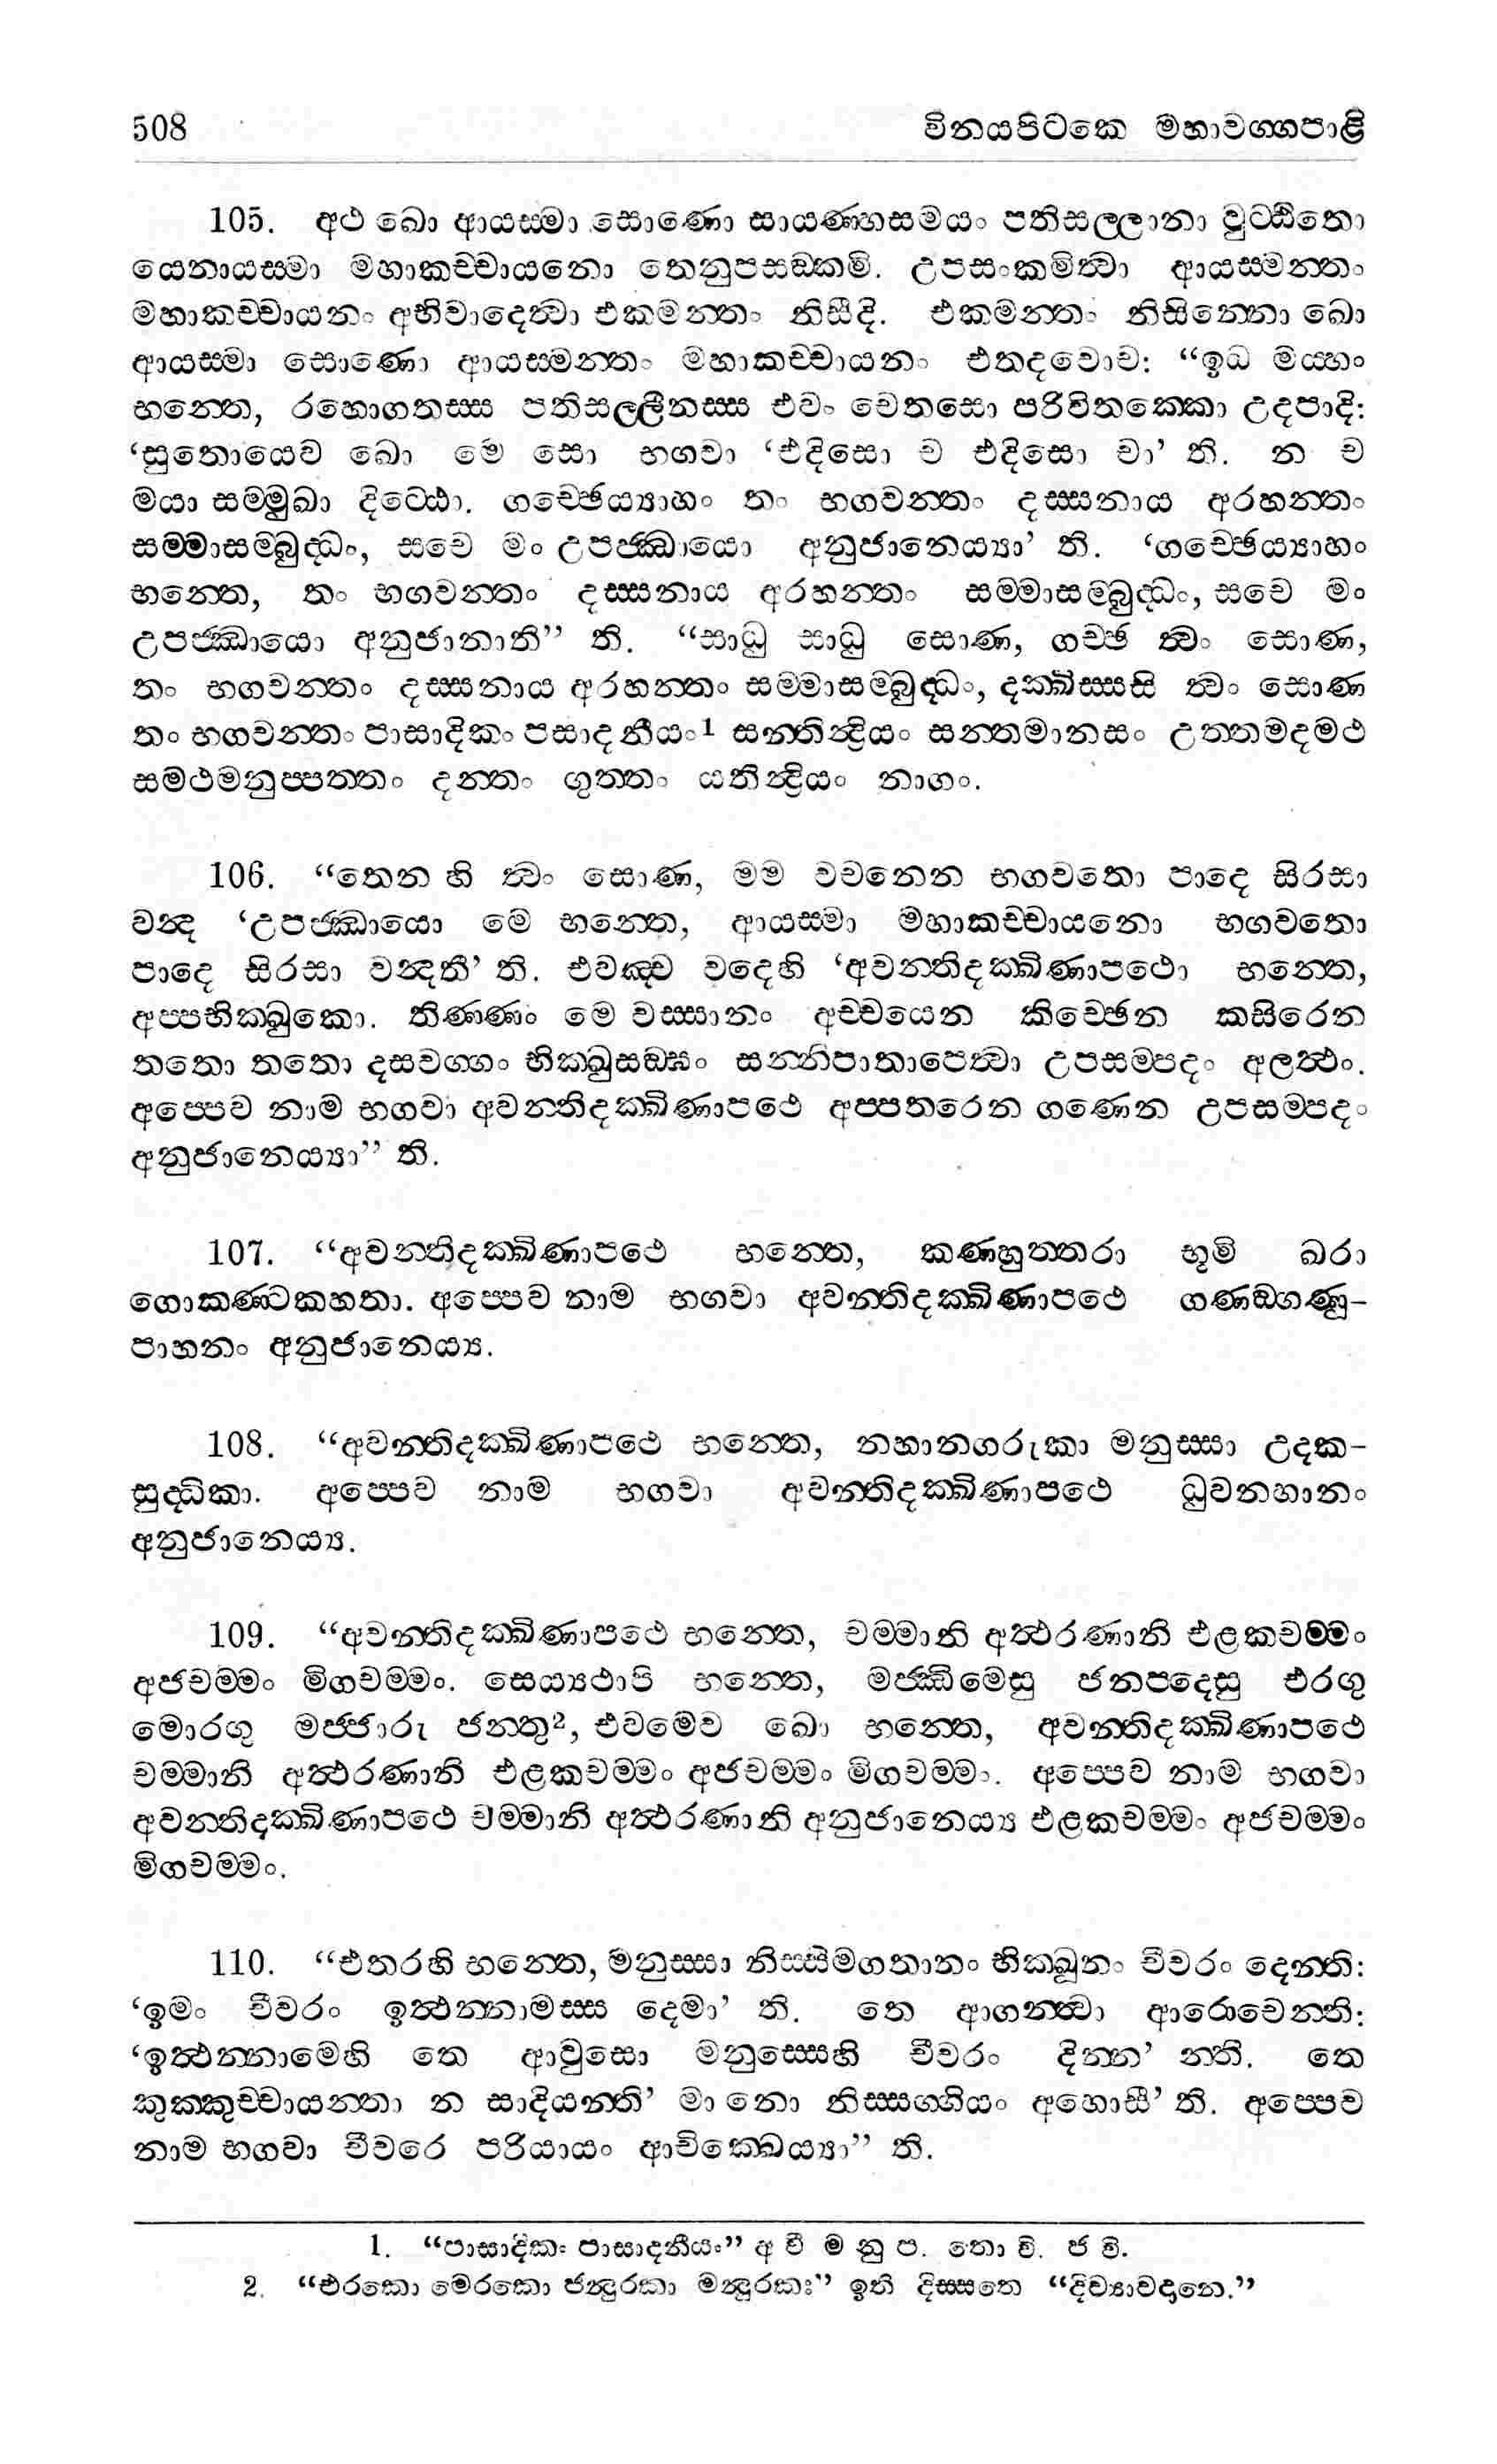 508 විනයපිටකෙ මහාවග්ගපාළි
105. අථ ඛො ආයස්මා සොණො සායණ්හසමයං පතිසල්ලානා වුට්ඨිතො
යෙනායස්මා මහාකච්චායනො තෙනුපසඞ්කමි. උපසංකමිත්වා ආයස්මන්තං
මහාකච්චායනං අභිවාදෙත්වා එකමන්තං නිසීදි. එකමන්තං නිසින්නො ඛො
ආයස්මා සොණො ආයස්මන්තං මහාකච්චායනං එතදවොච: “ඉධ මය්හං
භන්තෙ, රහොගතස්ස පතිසල්ලීනස්ස එවං චෙතසො පරිවිතක්කො උදපාදි:
‘සුතොයෙව ඛො මෙ සො භගවා ‘එදිසො ච එදිසො චා’ ති. න ච
මයා සම්මුඛා දිට්ඨො. ගච්ඡෙය්‍යාහං තං භගවන්තං දස්සනාය අරහන්තං
සම්මාසම්බුද්ධං, සචෙ මං උපජ්ඣායො අනුජානෙය්‍යා’ ති. ‘ගච්ඡෙය්‍යාහං
භන්තෙ, තං භගවන්තං දස්සනාය අරහන්තං සම්මාසම්බුද්ධං, සචෙ මං
උපජ්ඣායො අනුජානාති” ති. “සාධු සාධු සොණ, ගච්ඡ ත්වං සොණ,
තං භගවන්තං දස්සනාය අරහන්තං සම්මාසම්බුද්ධං, දක්ඛිස්සසි ත්වං සොණ
තං භගවන්තං පාසාදිකං පසාදනීයං1 සන්තින්ද්‍රියං සන්තමානසං උත්තමදමථ
සමථමනුප්පත්තං දන්තං ගුත්තං යතින්ද්‍රියං නාගං.
106. “තෙන හි ත්වං සොණ, මම වචනෙන භගවතො පාදෙ සිරසා
වන්ද ‘උපජ්ඣායො මෙ භන්තෙ, ආයස්මා මහාකච්චායනො භගවතො
පාදෙ සිරසා වන්දතී’ ති. එවඤ්ච වදෙහි ‘අවන්තිදක්ඛිණාපථො භන්තෙ,
අප්පභික්ඛුකො. තිණ්ණං මෙ වස්සානං අච්චයෙන කිච්ඡෙන කසිරෙන
තතො තතො දසවග්ගං භික්ඛුසඞ්ඝං සන්නිපාතාපෙත්වා උපසම්පදං අලත්ථං.
අප්පෙව නාම භගවා අවන්තිදක්ඛිණාපථෙ අප්පතරෙන ගණෙන උපසම්පදං
අනුජානෙය්‍යා” ති.
107. “අවන්තිදක්ඛිණාපථෙ භන්තෙ, කණ්හුත්තරා භූමි ඛරා
ගොකණ්ටකහතා. අප්පෙව නාම භගවා අවන්තිදක්ඛිණාපථෙ ගණඞ්ගණූ-
පාහනං අනුජානෙය්‍ය.
108. “අවන්තිදක්ඛිණාපථෙ භන්තෙ, නහානගරුකා මනුස්සා උදක-
සුද්ධිකා. අප්පෙව නාම භගවා අවන්තිදක්ඛිණාපථෙ ධුවනහානං
අනුජානෙය්‍ය.
109. “අවන්තිදක්ඛිණාපථෙ භන්තෙ, චම්මානි අත්ථරණානි එළකචම්මං
අජචම්මං මිගචම්මං. සෙය්‍යථාපි භන්තෙ, මජ්ඣිමෙසු ජනපදෙසු එරගු
මොරගු මජ්ජාරු ජන්තු2, එවමෙව ඛො භන්තෙ, අවන්තිදක්ඛිණාපථෙ
චම්මානි අත්ථරණානි එළකචම්මං අජචම්මං මිගචම්මං. අප්පෙව නාම භගවා
අවන්තිදක්ඛිණාපථෙ චම්මානි අත්ථරණානි අනුජානෙය්‍ය එළකචම්මං අජචම්මං
මිගචම්මං.
110. “එතරහි භන්තෙ, මනුස්සා නිස්සීමගතානං භික්ඛූනං චීවරං දෙන්ති:
‘ඉමං චීවරං ඉත්ථන්නාමස්ස දෙමා’ ති. තෙ ආගන්ත්වා ආරොචෙන්ති:
‘ඉත්ථන්නාමෙහි තෙ ආවුසො මනුස්සෙහි චීවරං දින්න’ න්ති. තෙ
කුක්කුච්චායන්තා න සාදියන්ති’ මා නො නිස්සග්ගියං අහොසී’ ති. අප්පෙව
නාම භගවා චීවරෙ පරියායං ආචික්ඛෙය්‍යා” ති.
1. “පාසාදිකං පාසාදනීයං” අ වි ම නු ප. තො වි. ජ වි.
2. “එරකො මෙරකො ජන්දුරකා මන්දුරකඃ” ඉති දිස්සතෙ “දිව්‍යාවදානෙ.”